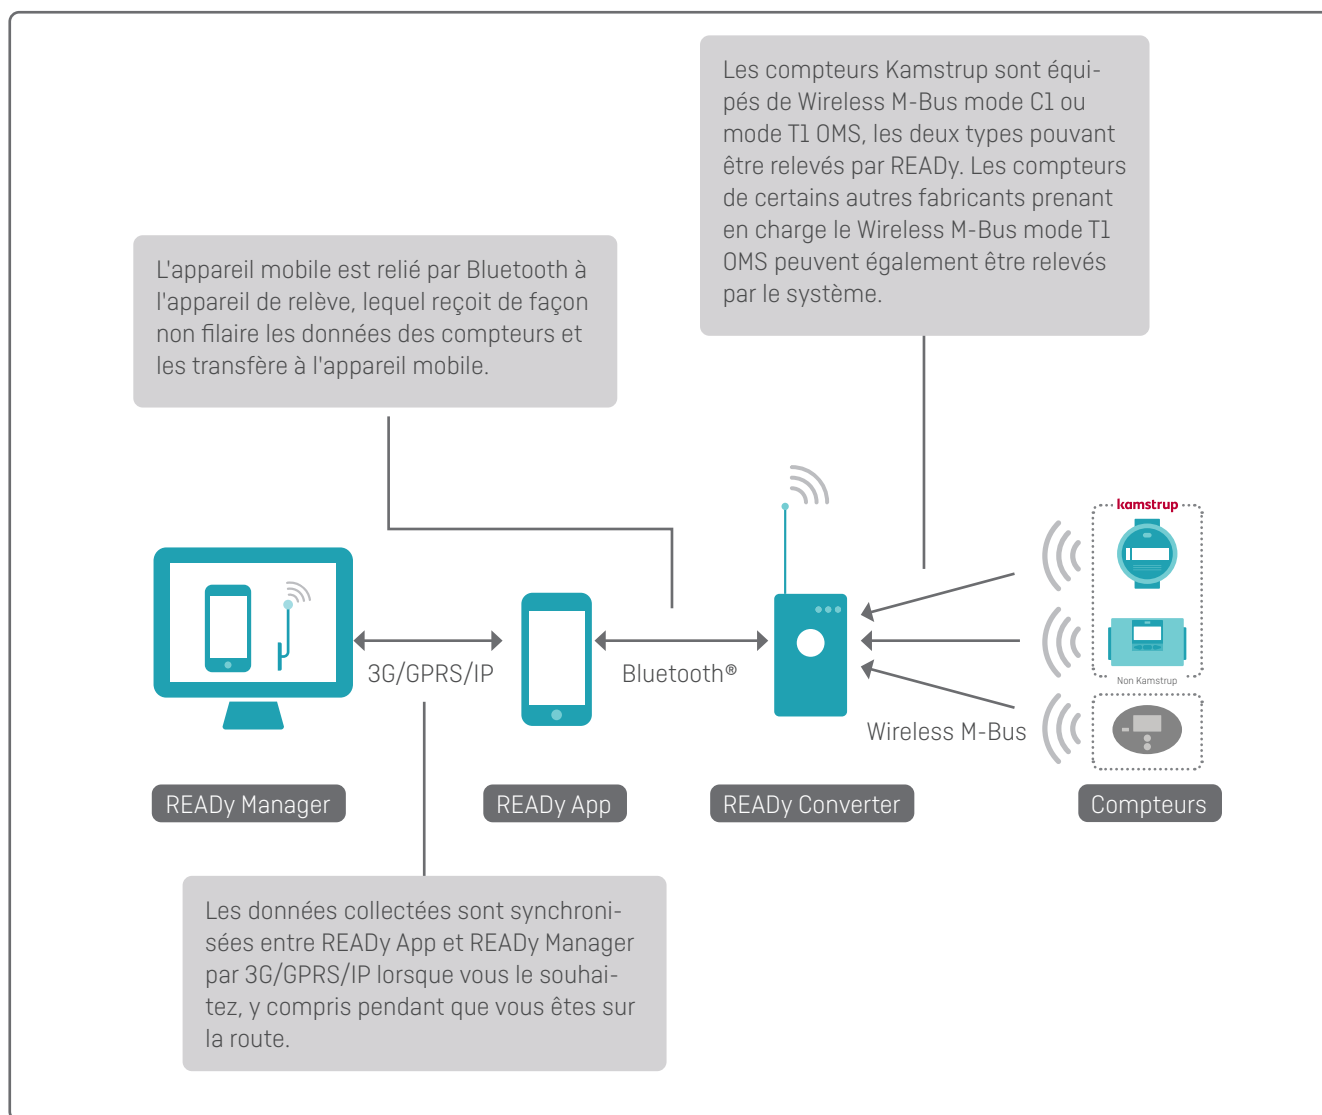 Les compteurs Kamstrup sont équi-
pés de Wireless M-Bus mode C1 ou
mode T1 OMS, les deux types pouvant
être relevés par READy. Les compteurs
de certains autres fabricants prenant
en charge le Wireless M-Bus mode T1
OMS peuvent également être relevés
par le système.
L'appareil mobile est relié par Bluetooth à
l'appareil de relève, lequel reçoit de façon
non filaire les données des compteurs et
les transfère à l'appareil mobile.
kamstrup
3G/GPRS/IP
Bluetooth®
Non Kamstrup
Wireless M-Bus
READy Manager
READy App
READy Converter
Compteurs
Les données collectées sont synchroni-
sées entre READy App et READy Manager
par 3G/GPRS/IP lorsque vous le souhai-
tez, y compris pendant que vous êtes sur
la route.